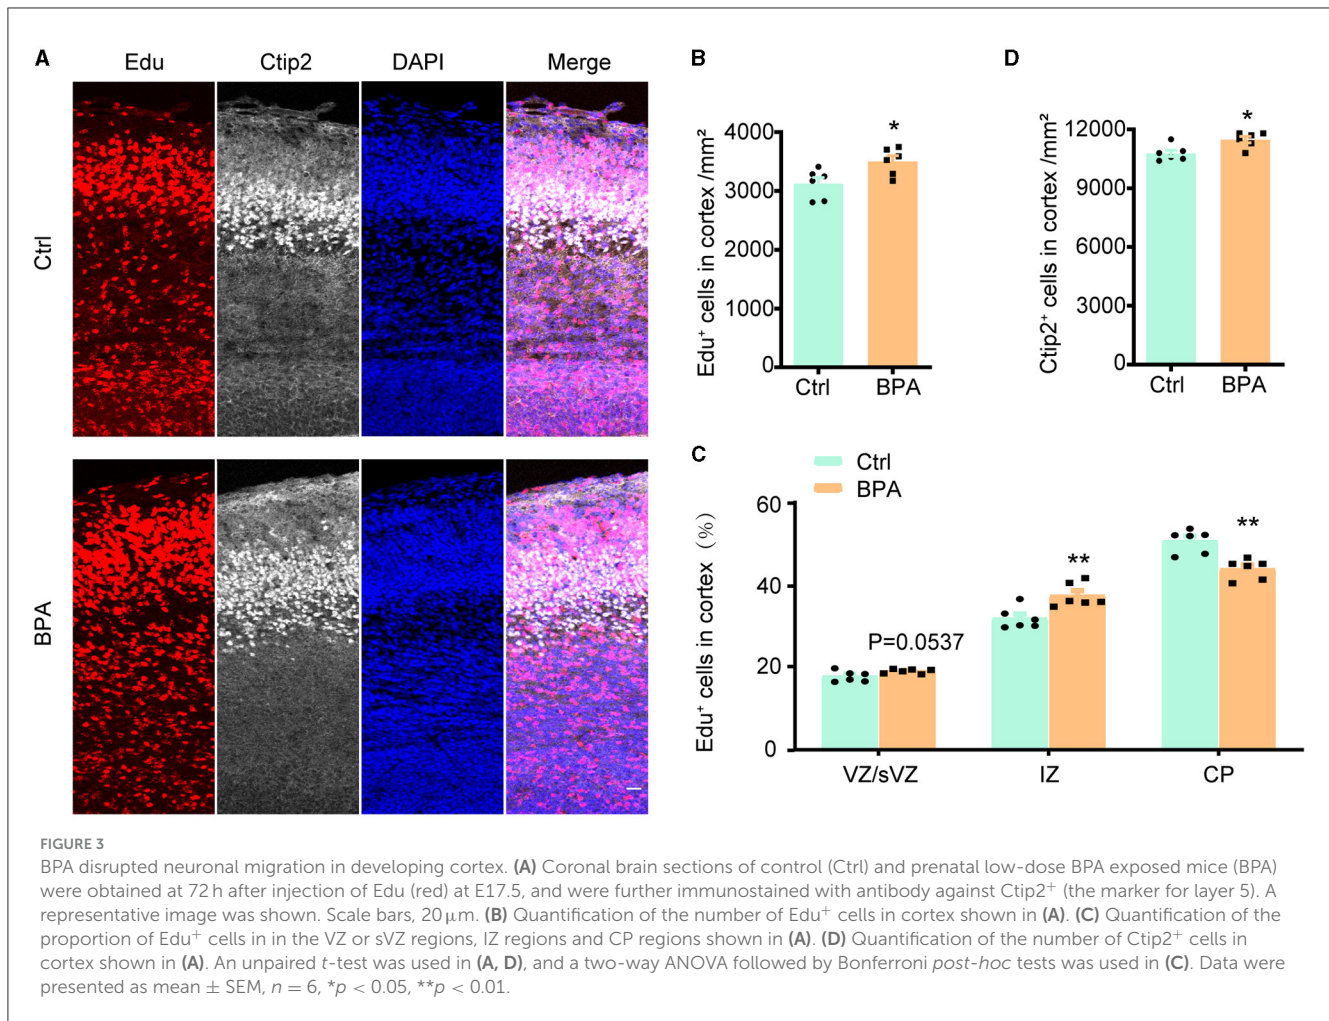 A
Edu Ctip2 DAPI Merge
Ctrl
BPA
B
Edu⁺ cells in cortex /mm²
4000
3000
2000
1000
0
Ctrl BPA
*
D
Ctip2⁺ cells in cortex /mm²
12000
9000
6000
3000
0
Ctrl BPA
*
C
Ctrl
BPA
Edu⁺ cells in cortex (%)
60
40
20
0
P=0.0537
**
**
VZ/sVZ IZ CP
FIGURE 3
BPA disrupted neuronal migration in developing cortex. (A) Coronal brain sections of control (Ctrl) and prenatal low-dose BPA exposed mice (BPA)
were obtained at 72 h after injection of Edu (red) at E17.5, and were further immunostained with antibody against Ctip2⁺ (the marker for layer 5). A
representative image was shown. Scale bars, 20 μm. (B) Quantification of the number of Edu⁺ cells in cortex shown in (A). (C) Quantification of the
proportion of Edu⁺ cells in in the VZ or sVZ regions, IZ regions and CP regions shown in (A). (D) Quantification of the number of Ctip2⁺ cells in
cortex shown in (A). An unpaired t-test was used in (A, D), and a two-way ANOVA followed by Bonferroni post-hoc tests was used in (C). Data were
presented as mean ± SEM, n = 6, *p < 0.05, **p < 0.01.